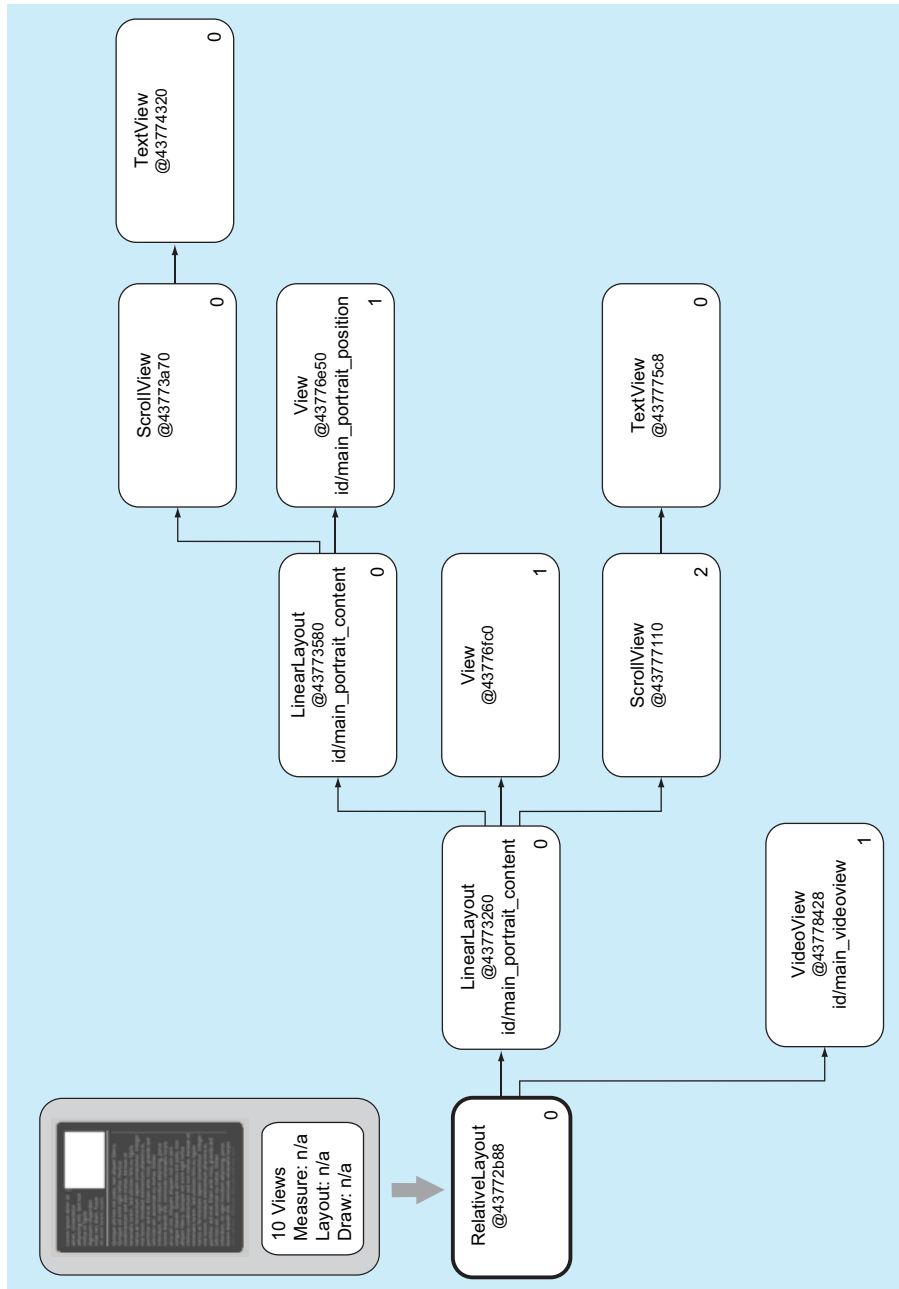 10 Views
Measure: n/a
Layout: n/a
Draw: n/a
RelativeLayout
@43772b88
0
LinearLayout
@43773260
id/main_portrait_content
0
VideoView
@43778428
id/main_videoview
1
LinearLayout
@43773580
id/main_portrait_content
0
View
@43776fc0
1
ScrollView
@43777110
2
ScrollView
@43773a70
0
View
@43776e50
id/main_portrait_position
1
TextView
@437775c8
0
TextView
@43774320
0